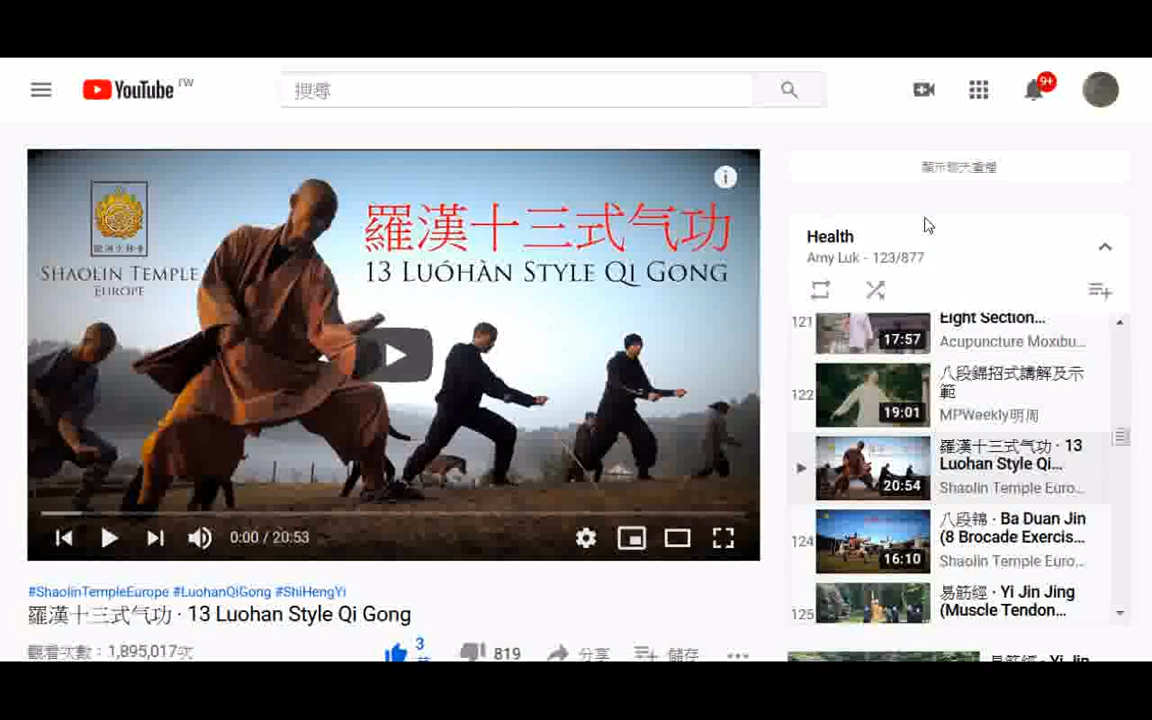 YouTube RW
搜尋
9+
SHAOLIN TEMPLE
EUROPE
羅漢十三式气功
13 LUÓHÀN STYLE QI GONG
0:00 / 20:53
#ShaolinTempleEurope #LuohanQiGong #ShiHengYi
羅漢十三式气功 · 13 Luohan Style Qi Gong
觀看次數：1,895,017次
3
819
分享
儲存
顯示聊天重播
Health
Amy Luk - 123/877
121
17:57
Eight Section...
Acupuncture Moxibu...
122
19:01
八段錦招式講解及示
範
MPWeekly明周
20:54
羅漢十三式气功 · 13
Luohan Style Qi...
Shaolin Temple Euro...
124
16:10
八段錦 · Ba Duan Jin
(8 Brocade Exercis...
Shaolin Temple Euro...
125
易筋經 · Yi Jin Jing
(Muscle Tendon...